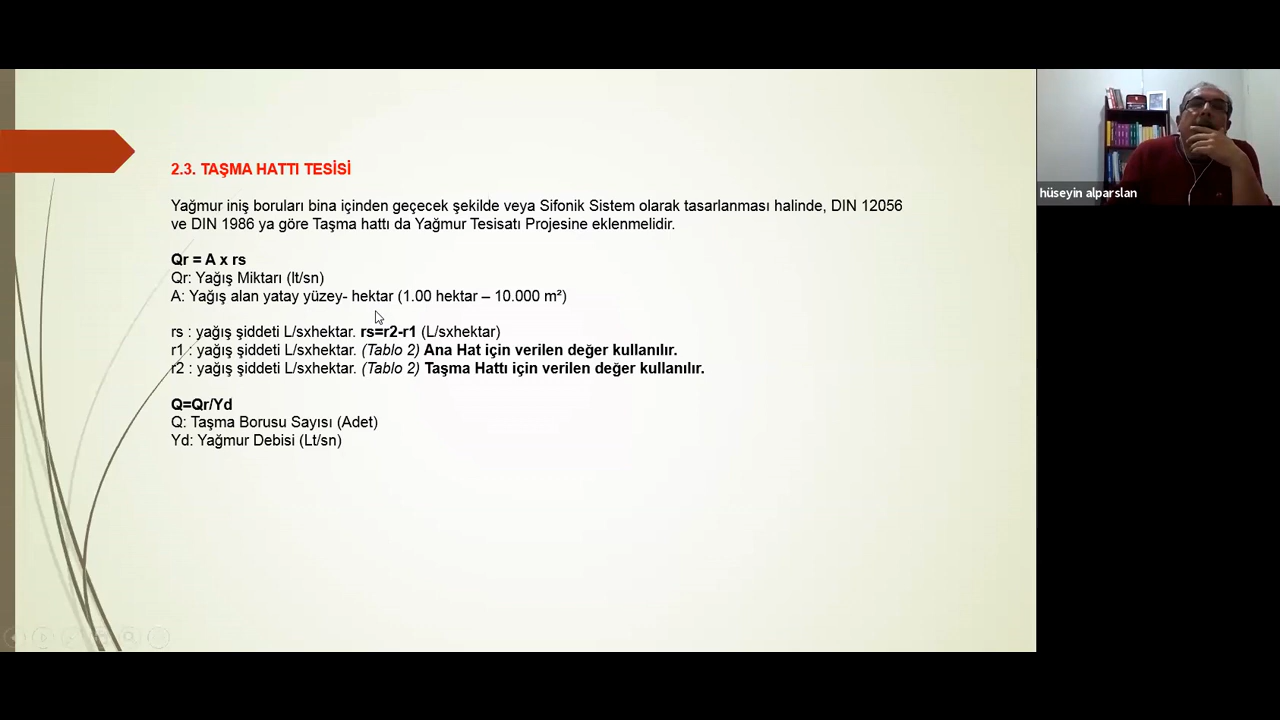 2.3. TAŞMA HATTI TESİSİ
Yağmur iniş boruları bina içinden geçecek şekilde veya Sifonik Sistem olarak tasarlanması halinde, DIN 12056
ve DIN 1986 ya göre Taşma hattı da Yağmur Tesisatı Projesine eklenmelidir.
Qr = A x rs
Qr: Yağış Miktarı (lt/sn)
A: Yağış alan yatay yüzey- hektar (1.00 hektar – 10.000 m²)
rs : yağış şiddeti L/sxhektar. rs=r2-r1 (L/sxhektar)
r1 : yağış şiddeti L/sxhektar. (Tablo 2) Ana Hat için verilen değer kullanılır.
r2 : yağış şiddeti L/sxhektar. (Tablo 2) Taşma Hattı için verilen değer kullanılır.
Q=Qr/Yd
Q: Taşma Borusu Sayısı (Adet)
Yd: Yağmur Debisi (Lt/sn)
hüseyin alparslan